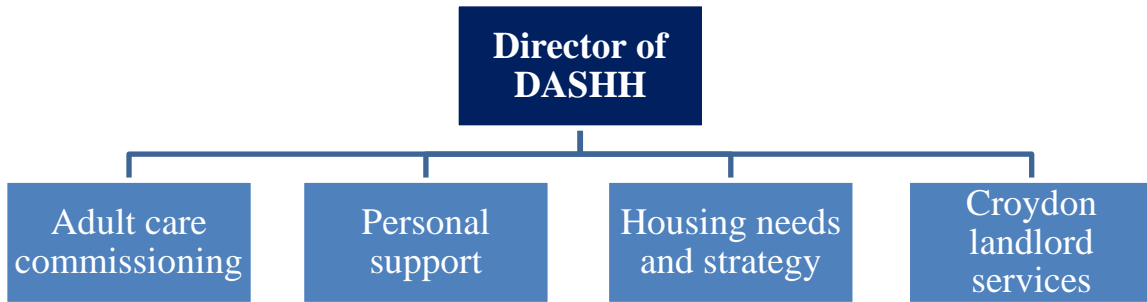 Director of
DASHH
Adult care
commissioning
Personal
support
Housing needs
and strategy
Croydon
landlord
services